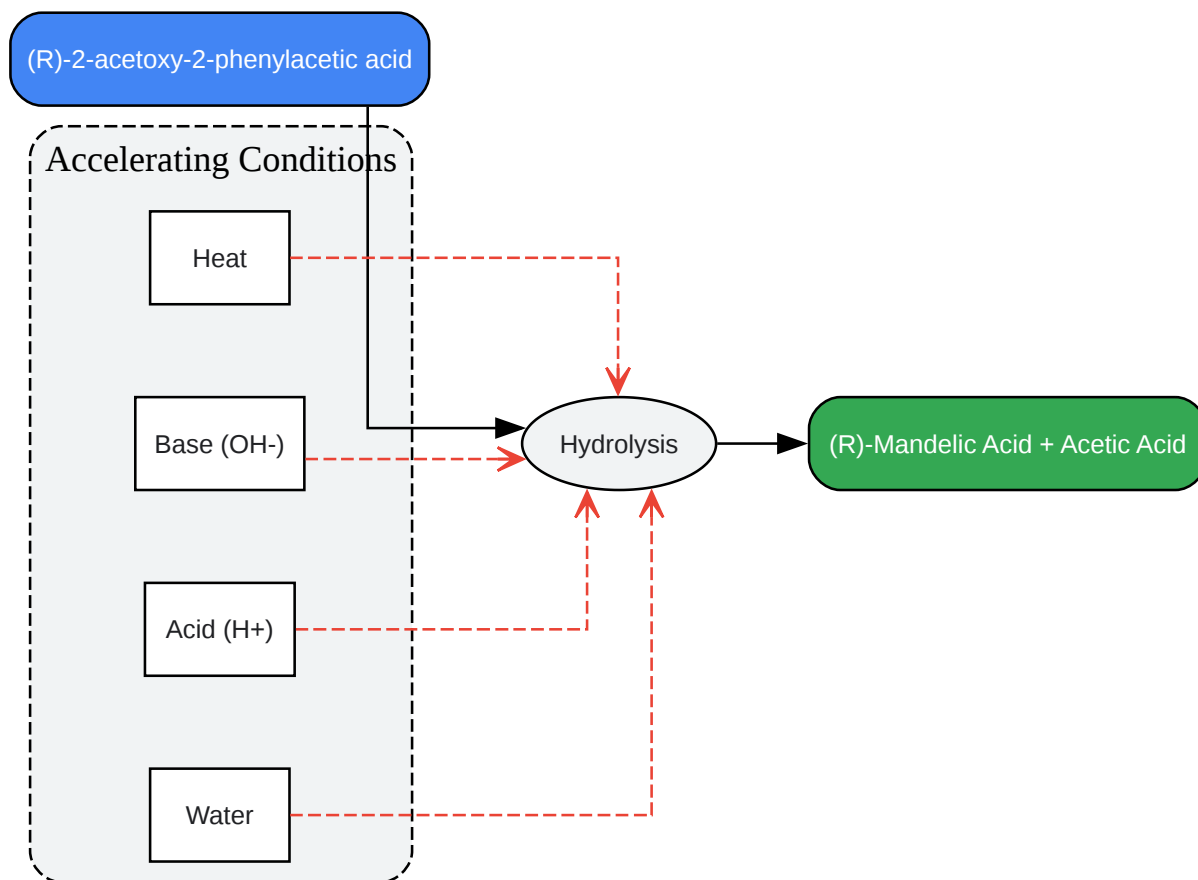 (R)-2-acetoxy-2-phenylacetic acid
Accelerating Conditions
Heat
Base (OH-)
Hydrolysis
(R)-Mandelic Acid + Acetic Acid
Acid (H+)
Water